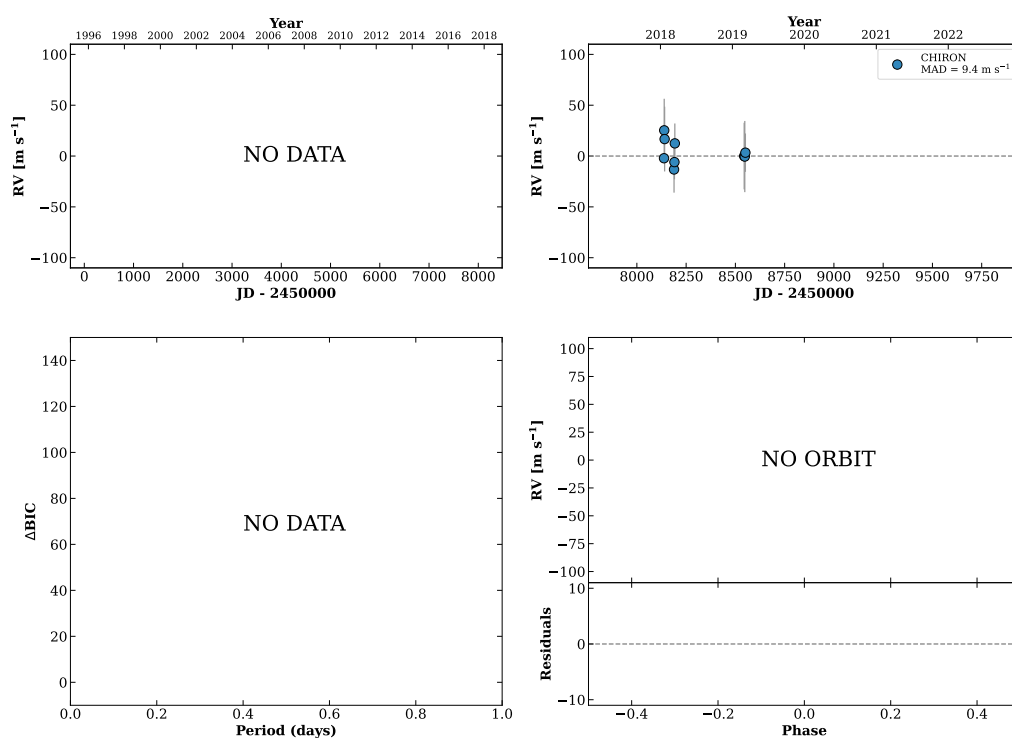 Year
1996 1998 2000 2002 2004 2006 2008 2010 2012 2014 2016 2018
100
50
0
−50
−100
RV [m s⁻¹]
NO DATA
0 1000 2000 3000 4000 5000 6000 7000 8000
JD - 2450000
Year
2018 2019 2020 2021 2022
CHIRON
MAD = 9.4 m s⁻¹
100
50
0
−50
−100
RV [m s⁻¹]
8000 8250 8500 8750 9000 9250 9500 9750
JD - 2450000
140
120
100
80
60
40
20
0
ΔBIC
NO DATA
0.0 0.2 0.4 0.6 0.8 1.0
Period (days)
100
75
50
25
0
−25
−50
−75
−100
RV [m s⁻¹]
NO ORBIT
10
0
−10
Residuals
−0.4 −0.2 0.0 0.2 0.4
Phase